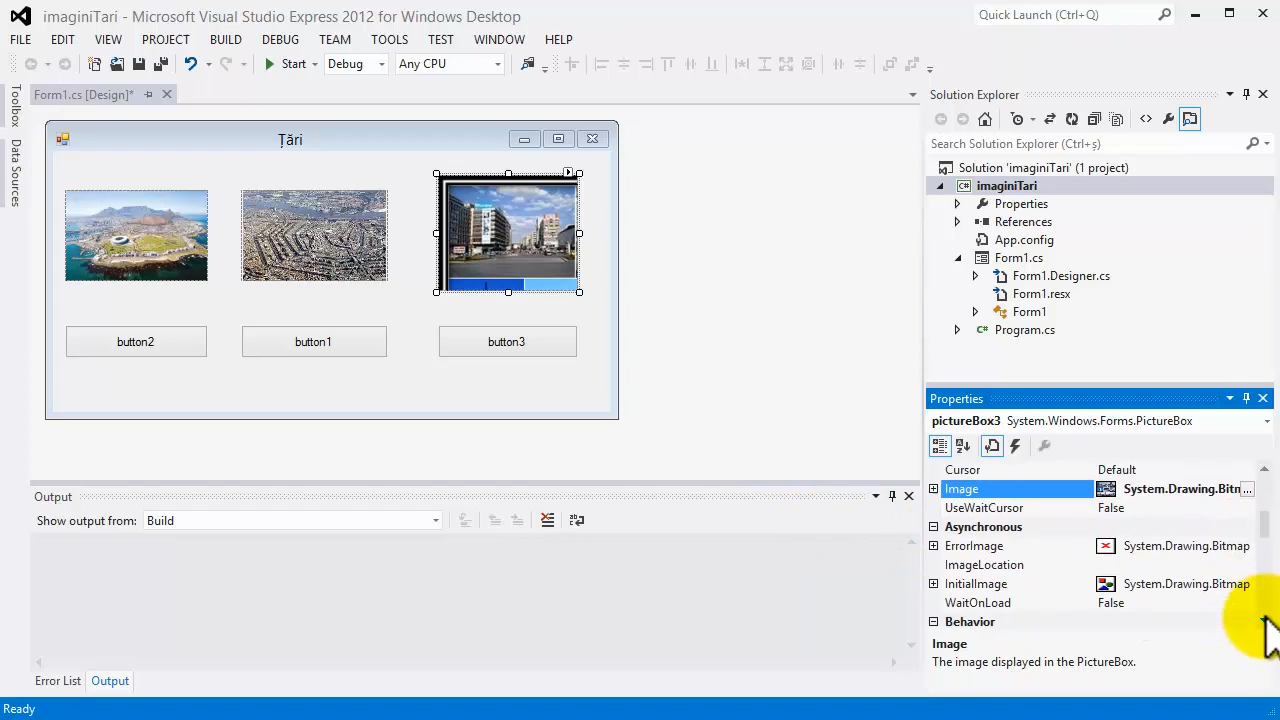 imaginiTari - Microsoft Visual Studio Express 2012 for Windows Desktop
Quick Launch (Ctrl+Q)
FILE EDIT VIEW PROJECT BUILD DEBUG TEAM TOOLS TEST WINDOW HELP
Start Debug Any CPU
Toolbox
Data Sources
Form1.cs [Design]*
Țări
button2 button1 button3
Output
Show output from: Build
Error List Output
Solution Explorer
Search Solution Explorer (Ctrl+ș)
Solution 'imaginiTari' (1 project)
C# imaginiTari
Properties
References
App.config
Form1.cs
Form1.Designer.cs
Form1.resx
Form1
C# Program.cs
Properties
pictureBox3 System.Windows.Forms.PictureBox
Cursor Default
Image System.Drawing.Bitm ...
UseWaitCursor False
Asynchronous
ErrorImage System.Drawing.Bitmap
ImageLocation
InitialImage System.Drawing.Bitmap
WaitOnLoad False
Behavior
Image
The image displayed in the PictureBox.
Ready